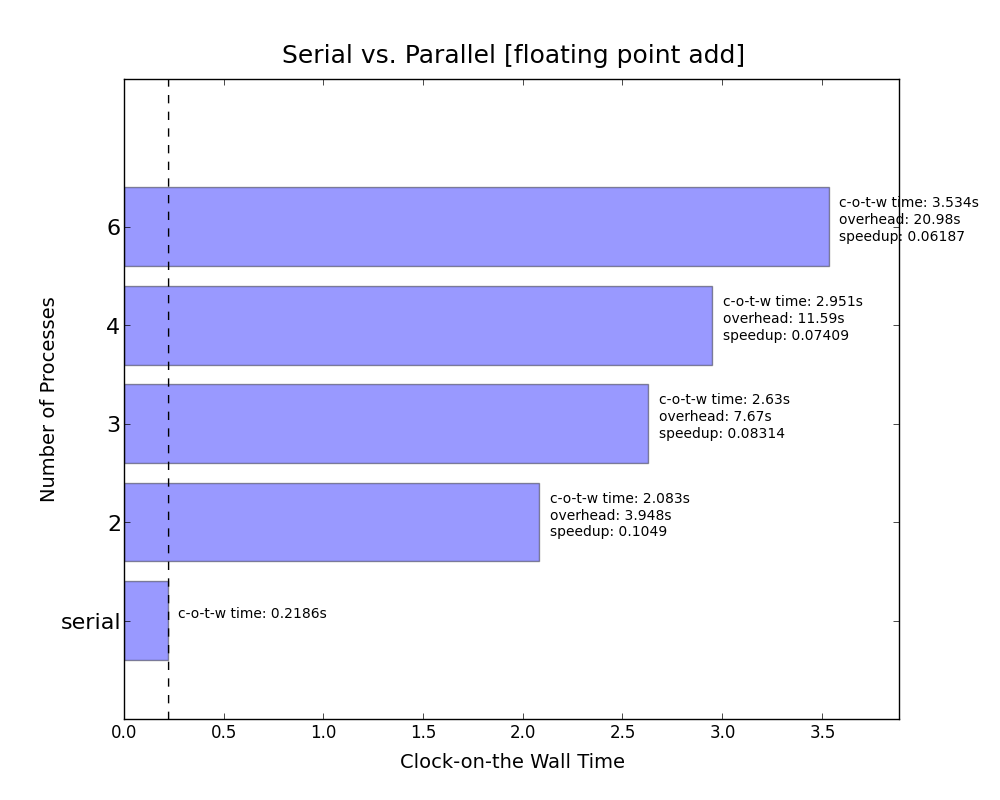 Serial vs. Parallel [floating point add]
6
c-o-t-w time: 3.534s
overhead: 20.98s
speedup: 0.06187
4
c-o-t-w time: 2.951s
overhead: 11.59s
speedup: 0.07409
3
c-o-t-w time: 2.63s
overhead: 7.67s
speedup: 0.08314
2
c-o-t-w time: 2.083s
overhead: 3.948s
speedup: 0.1049
serial
c-o-t-w time: 0.2186s
Number of Processes
0.0 0.5 1.0 1.5 2.0 2.5 3.0 3.5
Clock-on-the Wall Time